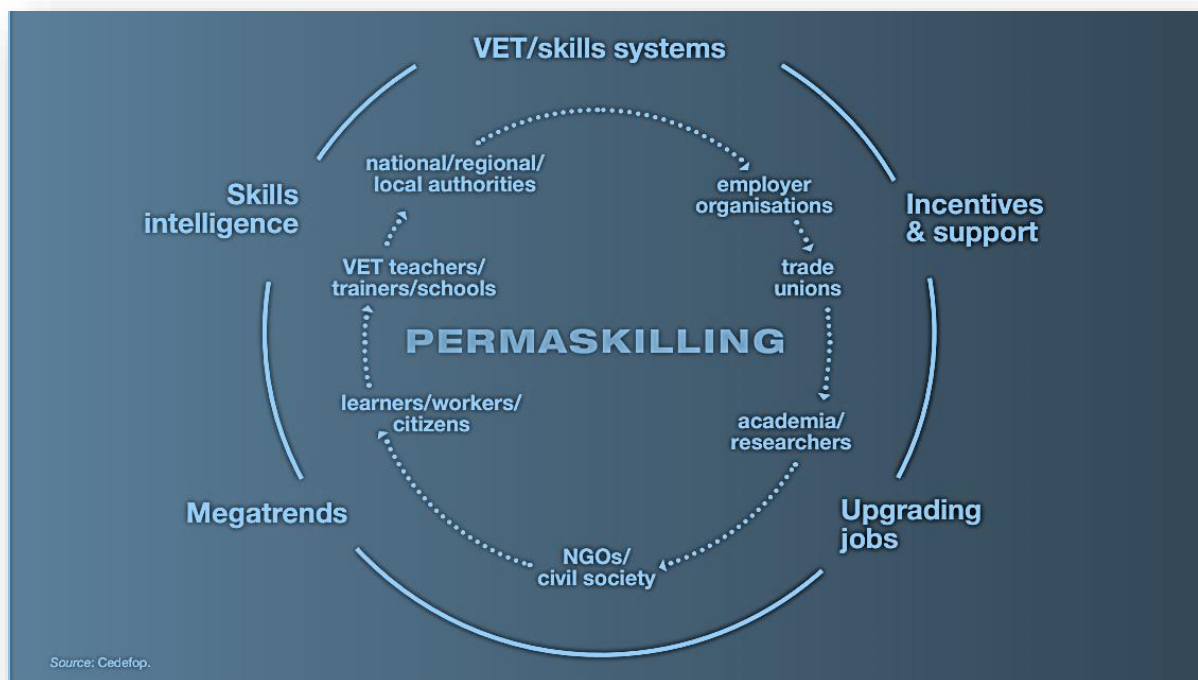 VET/skills systems
national/regional/
local authorities
employer
organisations
Skills
intelligence
Incentives
& support
VET teachers/
trainers/schools
trade
unions
PERMASKILLING
learners/workers/
citizens
academia/
researchers
Megatrends
Upgrading
jobs
NGOs/
civil society
Source: Cedefop.